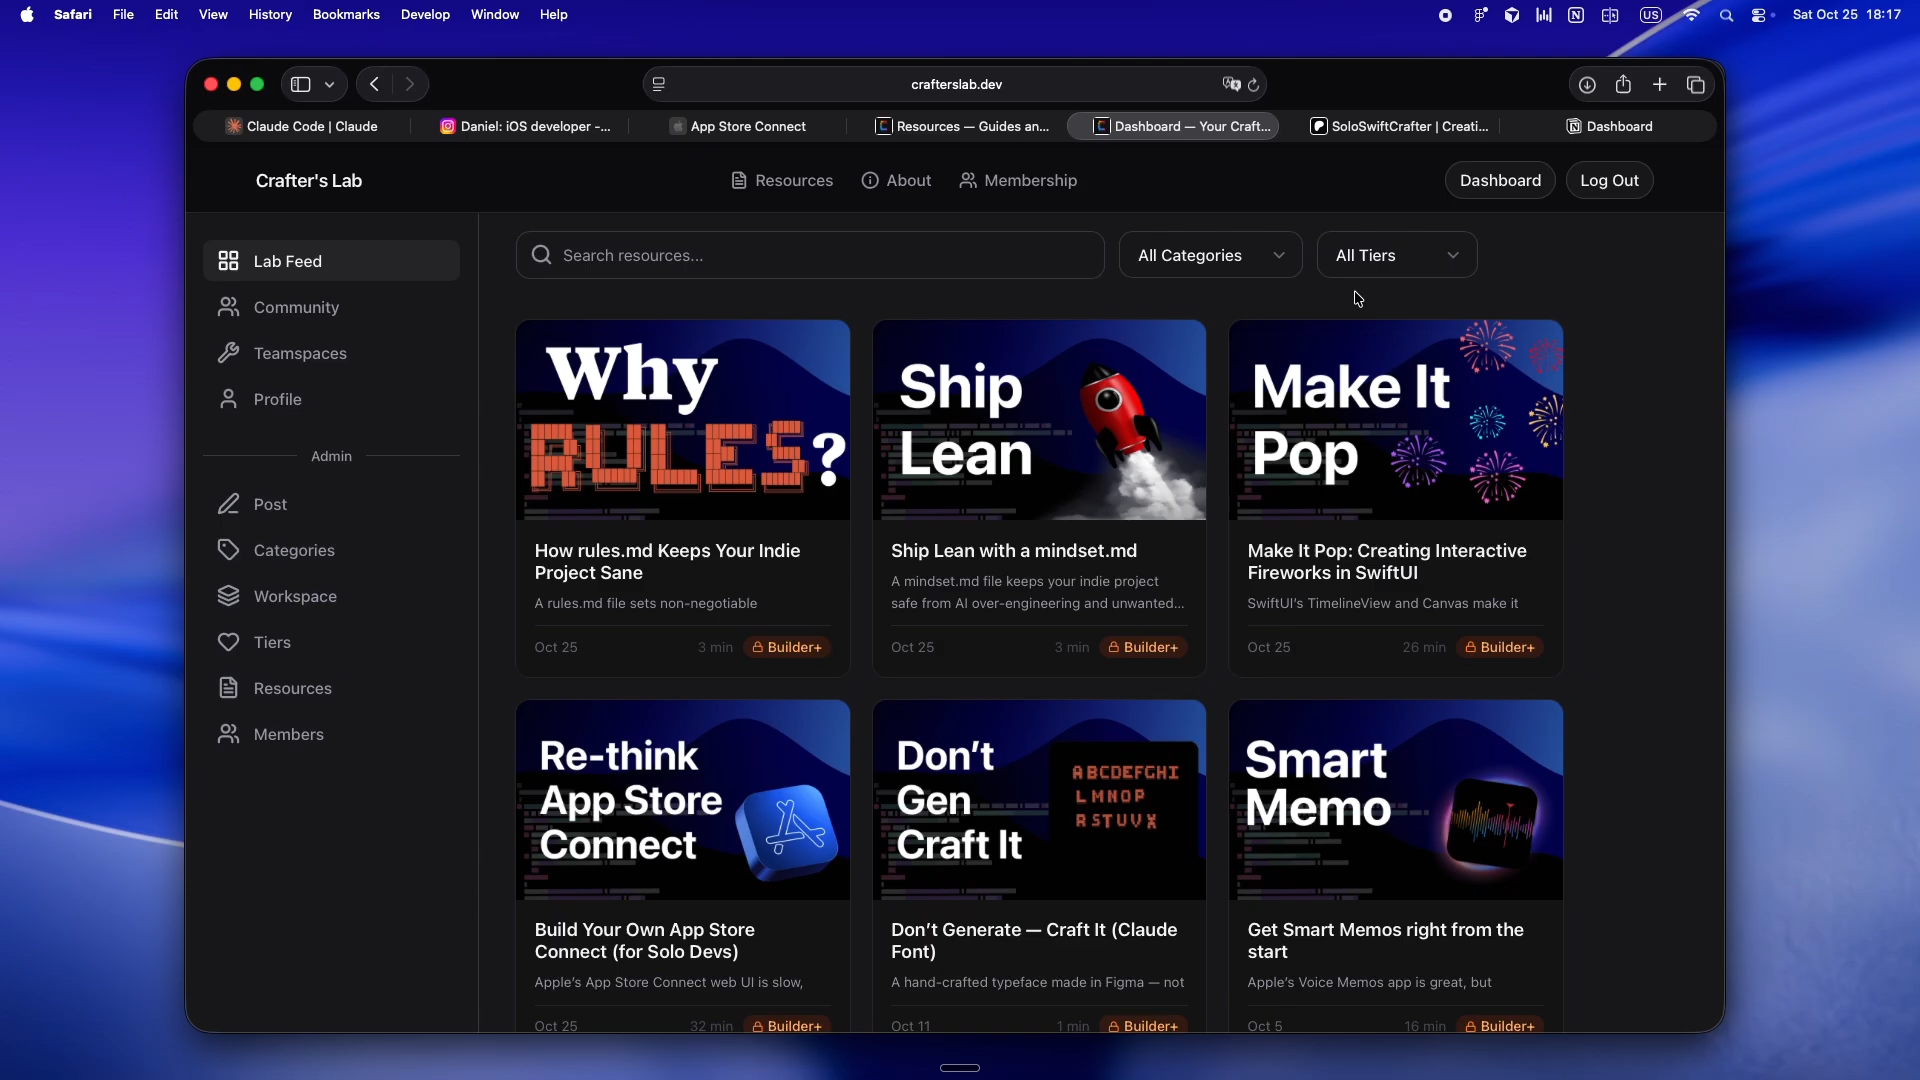 Safari File Edit View History Bookmarks Develop Window Help
US
Sat Oct 25 18:17
crafterslab.dev
Claude Code | Claude
Daniel: iOS developer -...
App Store Connect
Resources — Guides an...
Dashboard — Your Craft...
SoloSwiftCrafter | Creati...
Dashboard
Crafter's Lab
Resources
About
Membership
Dashboard
Log Out
Lab Feed
Community
Teamspaces
Profile
Admin
Post
Categories
Workspace
Tiers
Resources
Members
Search resources...
All Categories
All Tiers
Why
RULES?
How rules.md Keeps Your Indie
Project Sane
A rules.md file sets non-negotiable
Oct 25
3 min
Builder+
Ship
Lean
Ship Lean with a mindset.md
A mindset.md file keeps your indie project
safe from AI over-engineering and unwanted...
Oct 25
3 min
Builder+
Make It
Pop
Make It Pop: Creating Interactive
Fireworks in SwiftUI
SwiftUI's TimelineView and Canvas make it
Oct 25
26 min
Builder+
Re-think
App Store
Connect
Build Your Own App Store
Connect (for Solo Devs)
Apple's App Store Connect web UI is slow,
Oct 25
32 min
Builder+
Don't
Gen
Craft It
ABCDEFGHI
LMNOP
RSTUVX
Don't Generate — Craft It (Claude
Font)
A hand-crafted typeface made in Figma — not
Oct 11
1 min
Builder+
Smart
Memo
Get Smart Memos right from the
start
Apple's Voice Memos app is great, but
Oct 5
16 min
Builder+